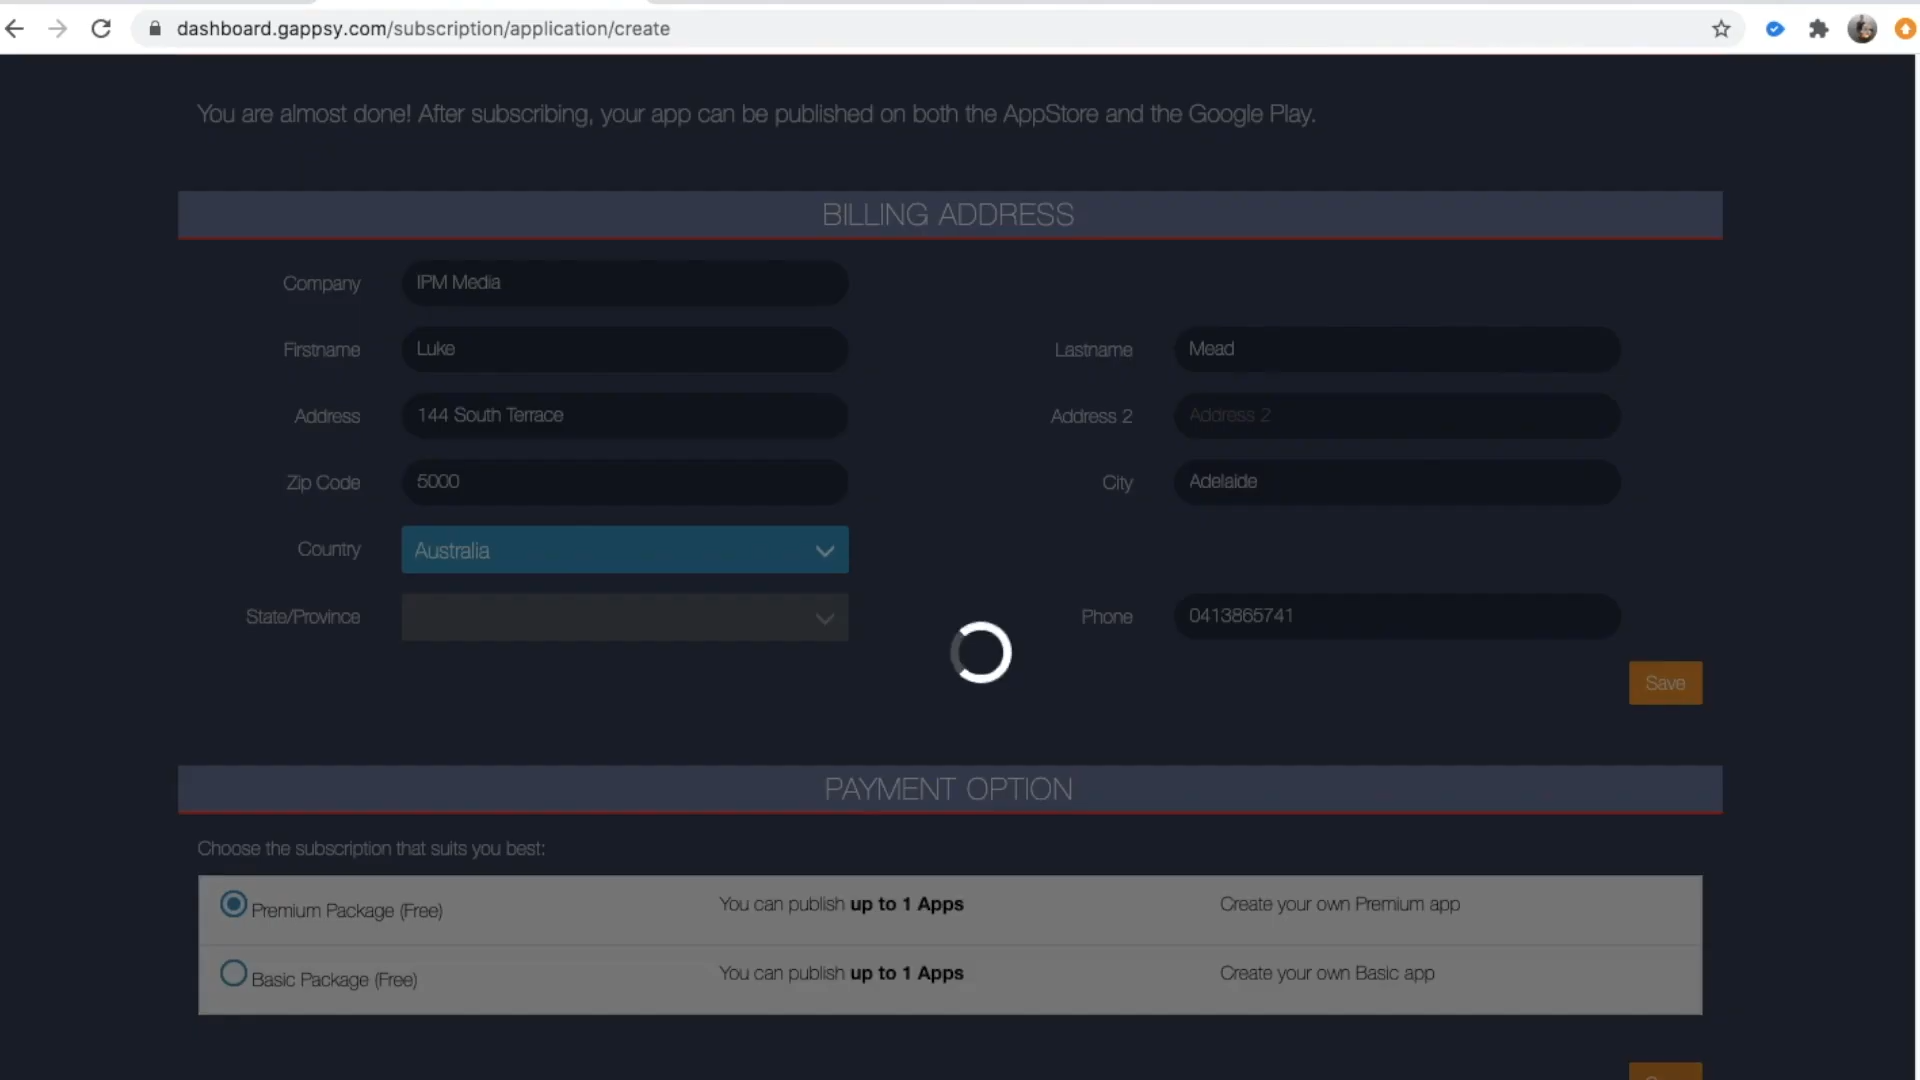 dashboard.gappsy.com/subscription/application/create
You are almost done! After subscribing, your app can be published on both the AppStore and the Google Play.
BILLING ADDRESS
Company IPM Media
Firstname Luke Lastname Mead
Address 144 South Terrace Address 2 Address 2
Zip Code 5000 City Adelaide
Country Australia
State/Province Phone 0413865741
Save
PAYMENT OPTION
Choose the subscription that suits you best:
Premium Package (Free) You can publish up to 1 Apps Create your own Premium app
Basic Package (Free) You can publish up to 1 Apps Create your own Basic app